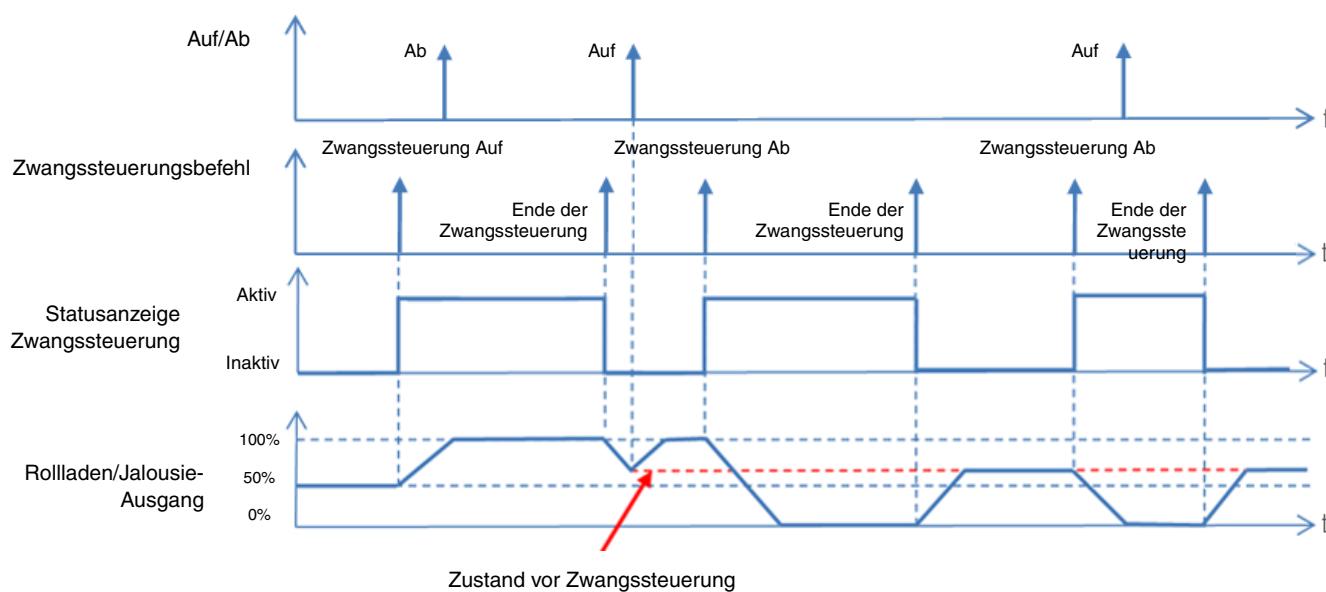 Auf/Ab
Ab
Auf
Auf
t
Zwangssteuerungsbefehl
Zwangssteuerung Auf
Zwangssteuerung Ab
Zwangssteuerung Ab
Ende der
Zwangssteuerung
Ende der
Zwangssteuerung
Ende der
Zwangsste
uerung
t
Statusanzeige
Zwangssteuerung
Aktiv
Inaktiv
t
Rollladen/Jalousie-
Ausgang
100%
50%
0%
t
Zustand vor Zwangssteuerung